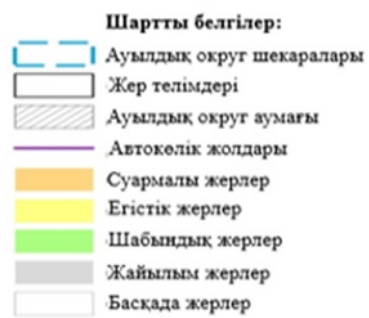 Шартты белгілер:
Ауылдық округ шекаралары
Жер телімдері
Ауылдық округ аумағы
Автокөлік жолдары
Суармалы жерлер
Егістік жерлер
Шабындық жерлер
Жайылым жерлер
Басқада жерлер